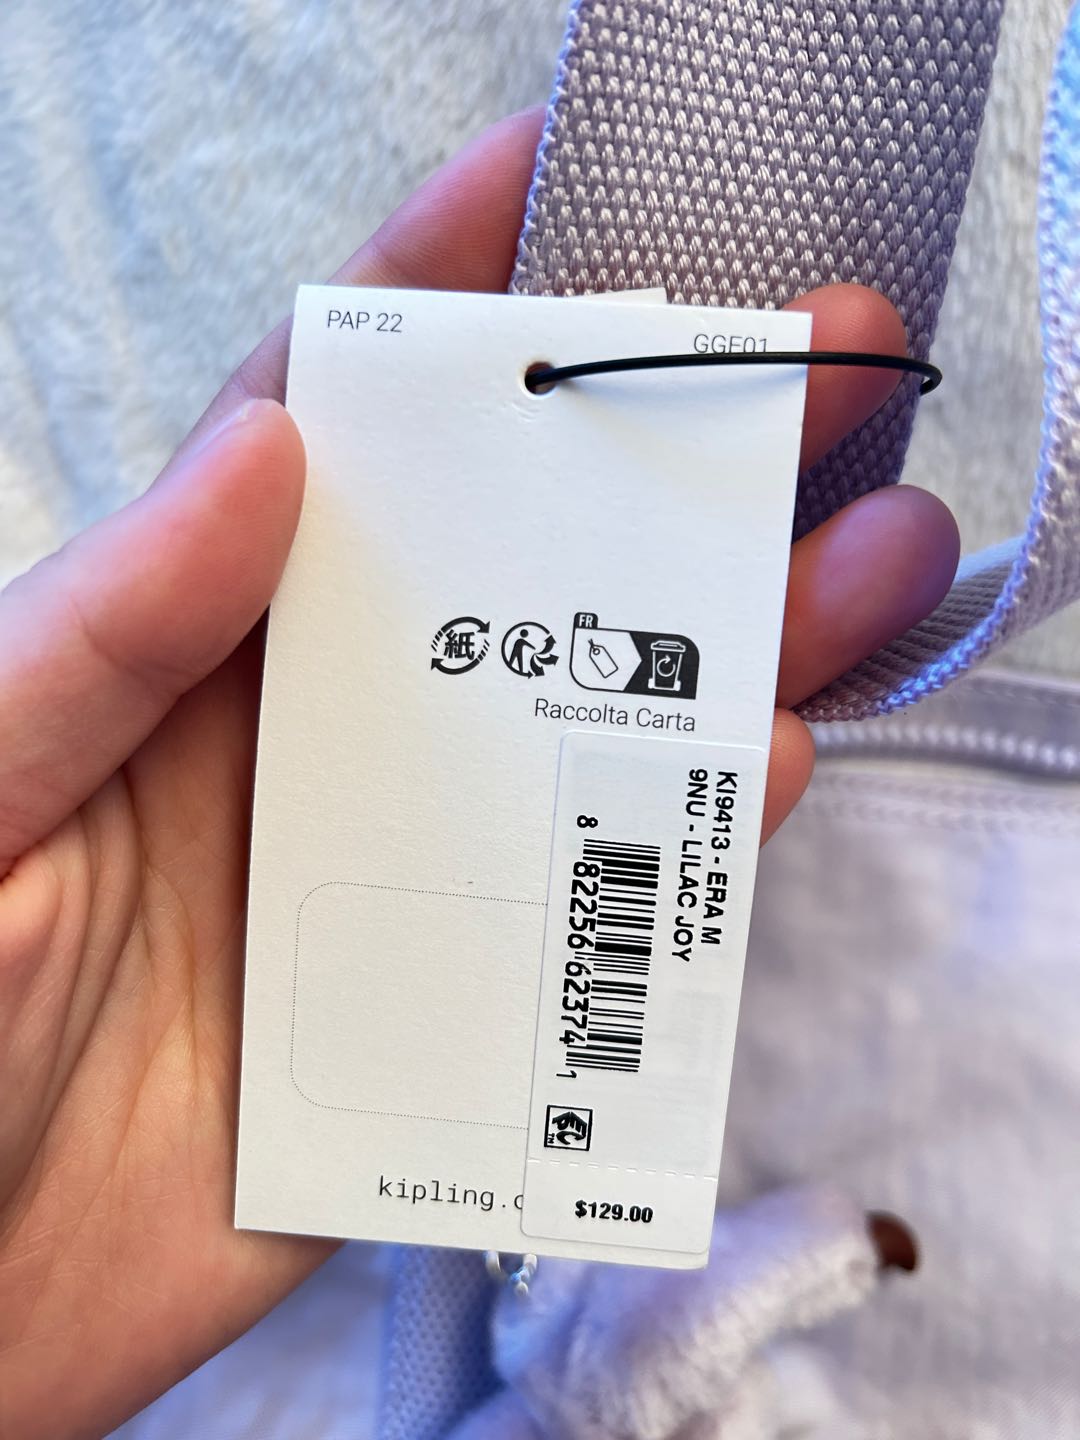 PAP 22
GGE01
紙
FR
Raccolta Carta
KI9413 - ERA M
9NU - LILAC JOY
8 82256 62374 1
EPC™
$129.00
kipling.c